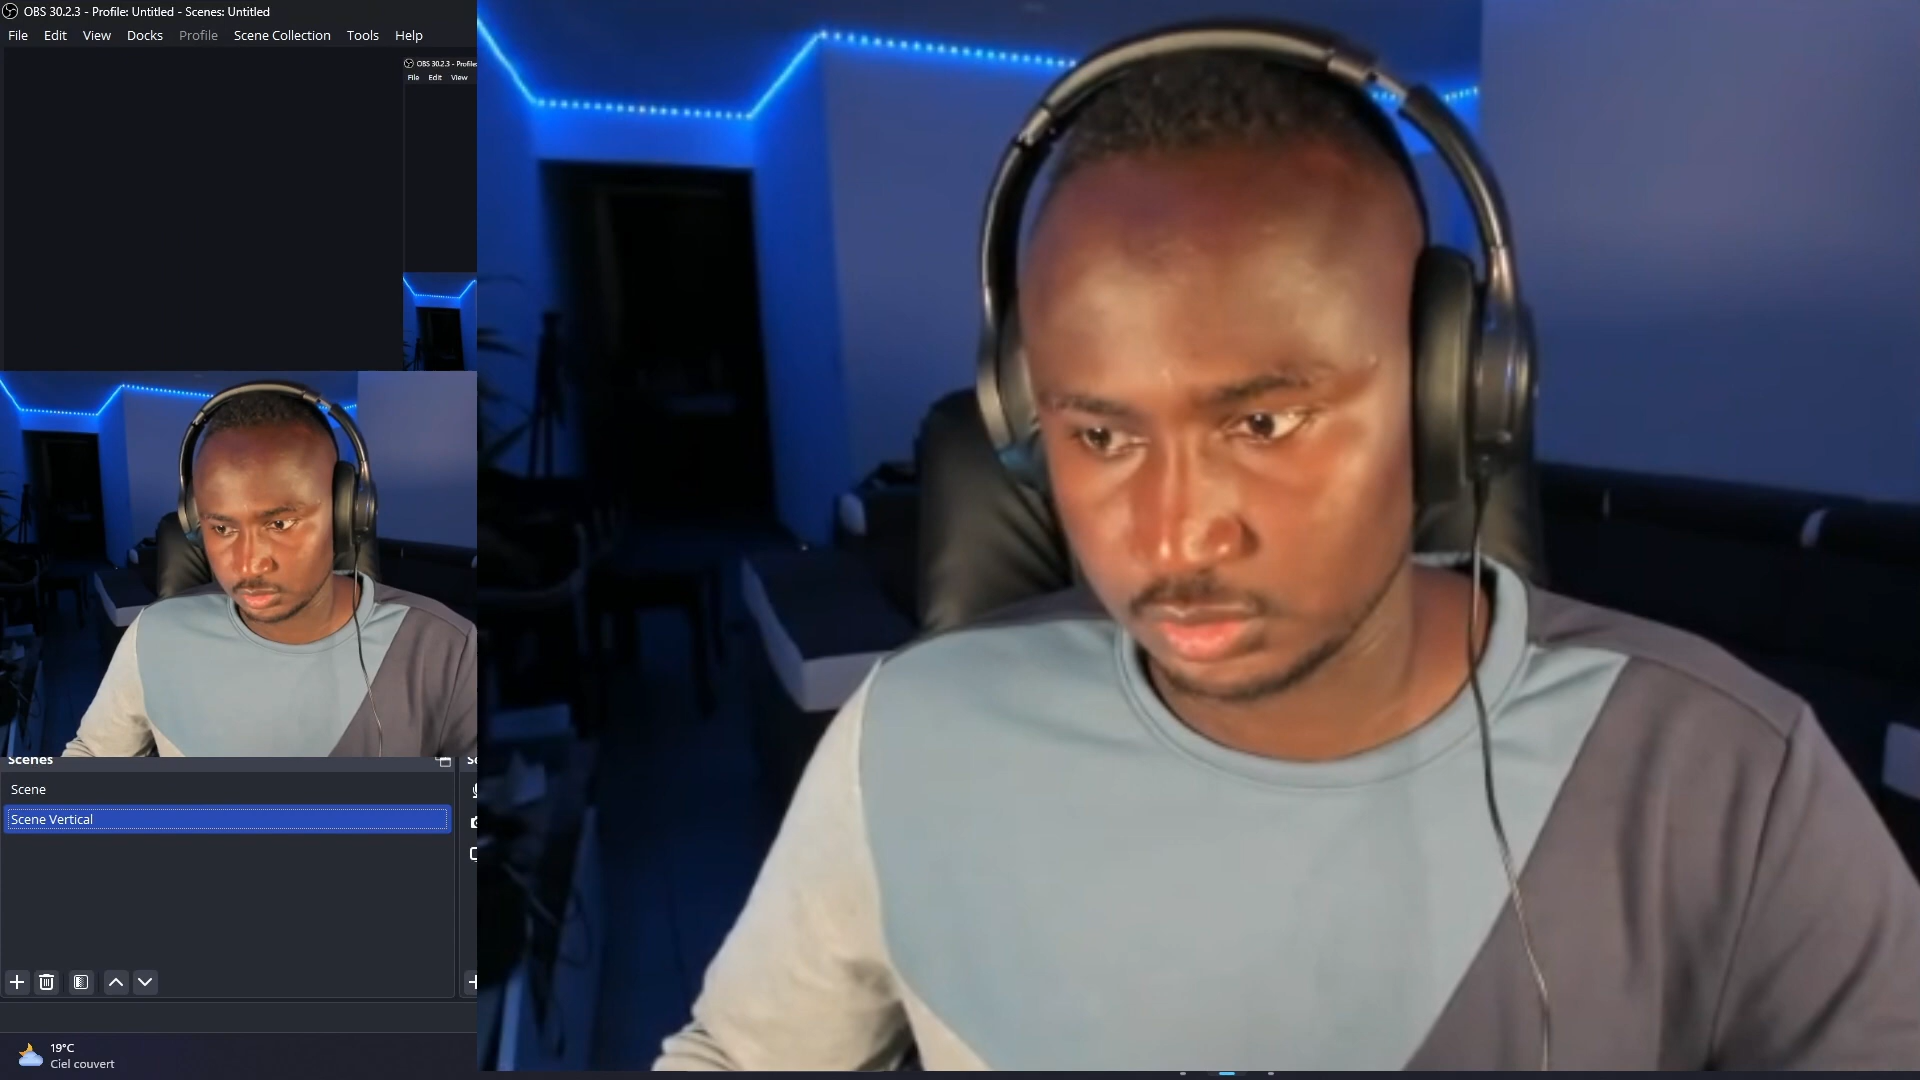 OBS 30.2.3 - Profile: Untitled - Scenes: Untitled
File Edit View Docks Profile Scene Collection Tools Help
OBS 30.2.3 - Profile:
File Edit View
Scenes
Scene
Scene Vertical
19°C
Ciel couvert